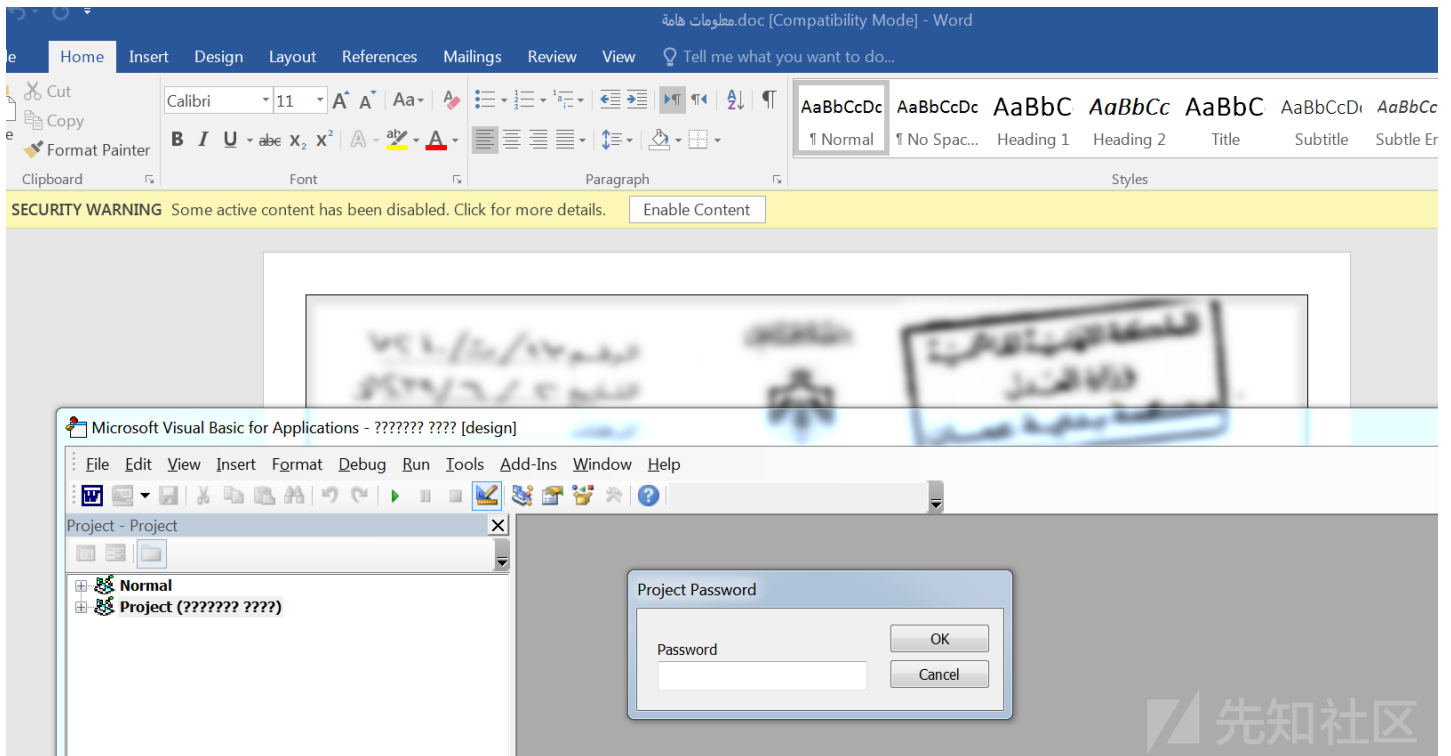 معلومات هامة.doc [Compatibility Mode] - Word
Home Insert Design Layout References Mailings Review View Tell me what you want to do...
Cut
Copy
Format Painter
Clipboard
Calibri 11
Font
Paragraph
AaBbCcDc AaBbCcDc AaBbC AaBbCc AaBbC AaBbCcD AaBbCc
¶ Normal ¶ No Spac... Heading 1 Heading 2 Title Subtitle Subtle Er
Styles
SECURITY WARNING Some active content has been disabled. Click for more details. Enable Content
وزارة العدل
Microsoft Visual Basic for Applications - ??????? ???? [design]
File Edit View Insert Format Debug Run Tools Add-Ins Window Help
Project - Project
Normal
Project (??????? ????)
Project Password
Password
OK
Cancel
先知社区